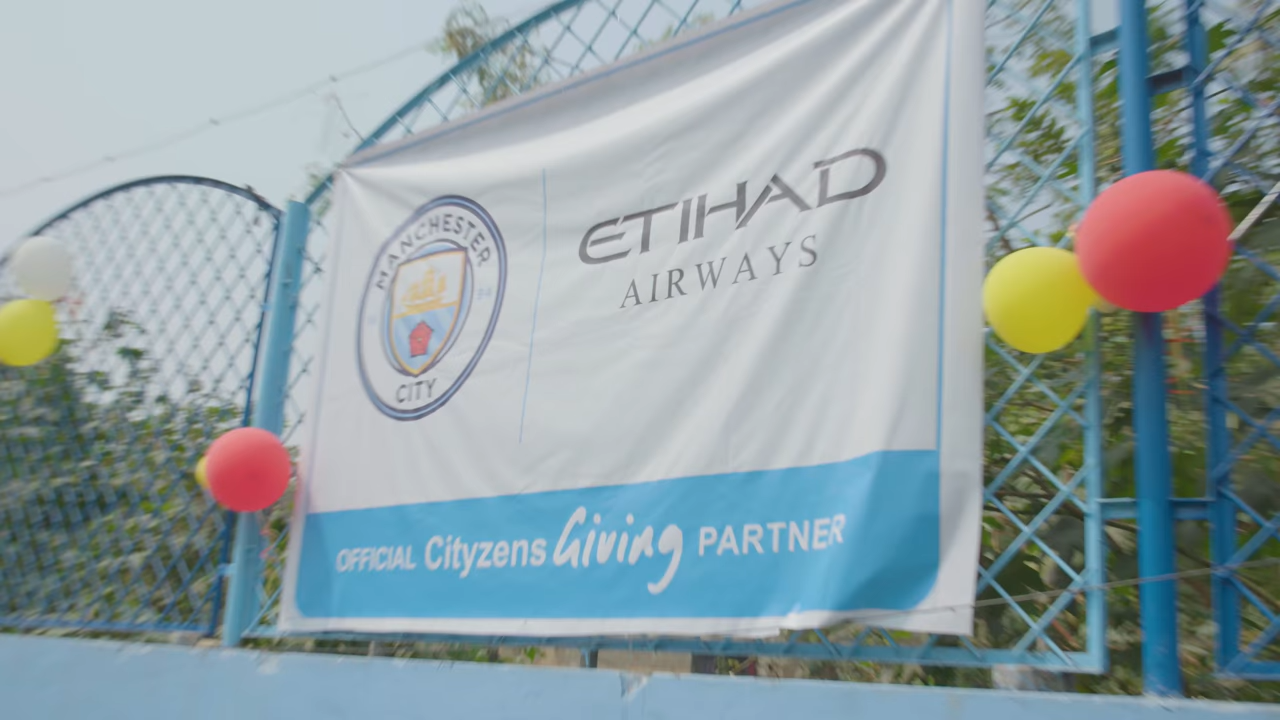 MANCHESTER
CITY
ETIHAD
AIRWAYS
OFFICIAL Cityzens Giving PARTNER